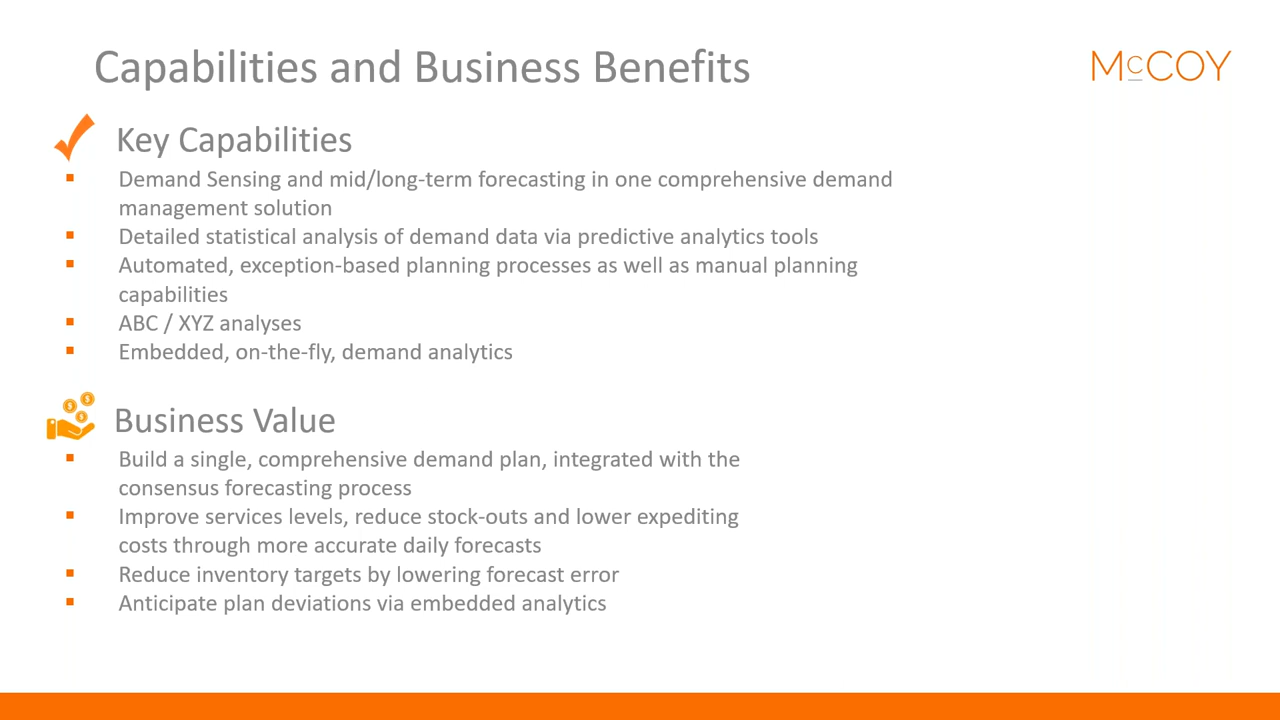 Capabilities and Business Benefits
McCOY
Key Capabilities
Demand Sensing and mid/long-term forecasting in one comprehensive demand
management solution
Detailed statistical analysis of demand data via predictive analytics tools
Automated, exception-based planning processes as well as manual planning
capabilities
ABC / XYZ analyses
Embedded, on-the-fly, demand analytics
Business Value
Build a single, comprehensive demand plan, integrated with the
consensus forecasting process
Improve services levels, reduce stock-outs and lower expediting
costs through more accurate daily forecasts
Reduce inventory targets by lowering forecast error
Anticipate plan deviations via embedded analytics